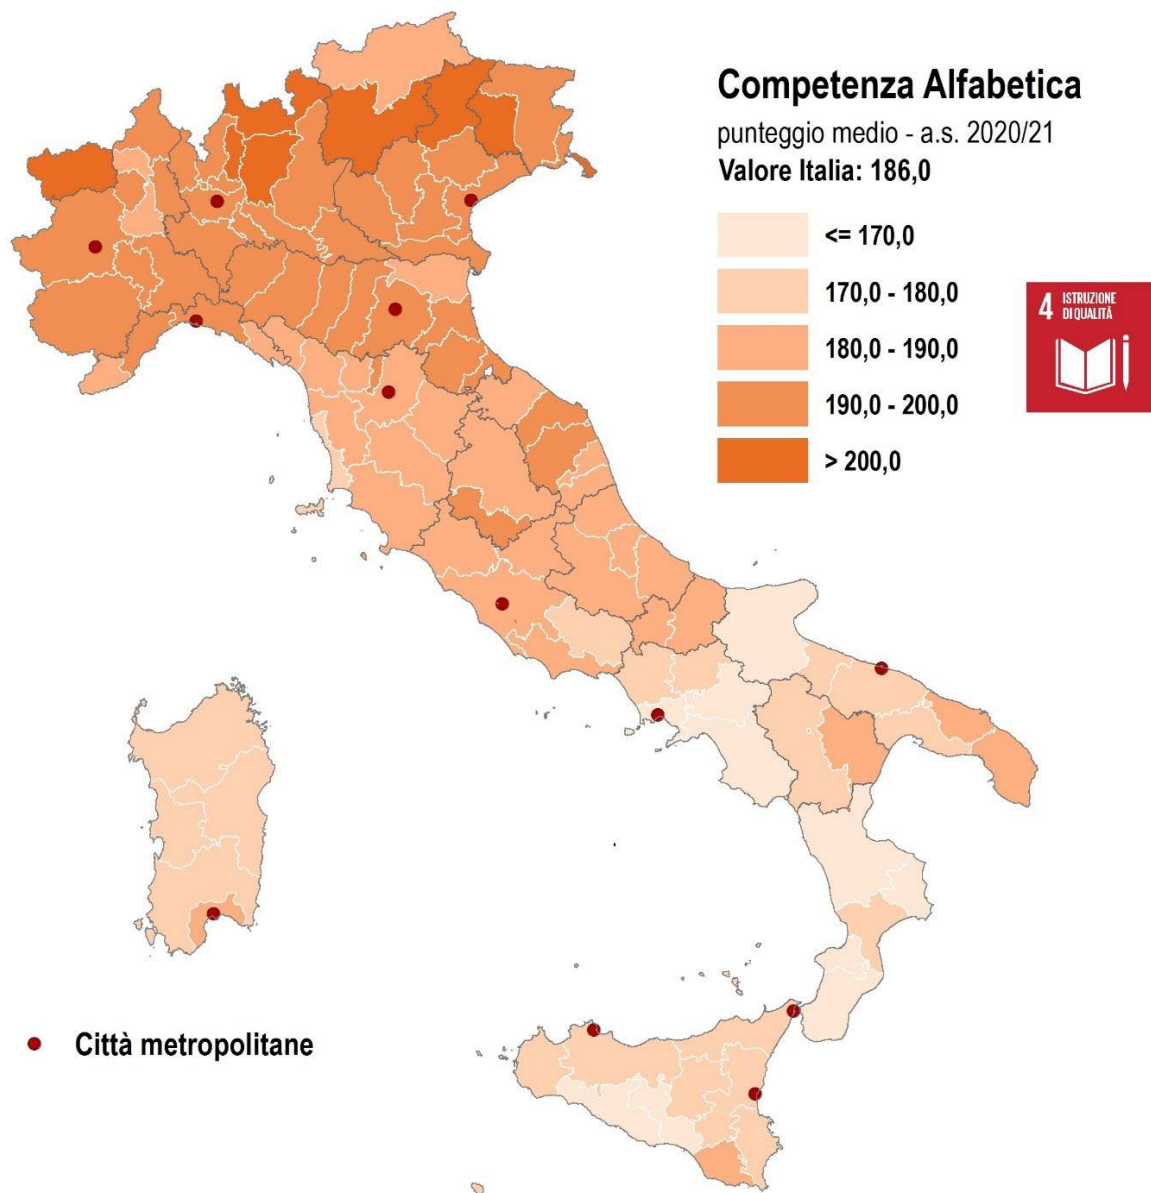 Competenza Alfabetica
punteggio medio - a.s. 2020/21
Valore Italia: 186,0
<= 170,0
170,0 - 180,0
180,0 - 190,0
190,0 - 200,0
> 200,0
4 ISTRUZIONE
DI QUALITÀ
Città metropolitane